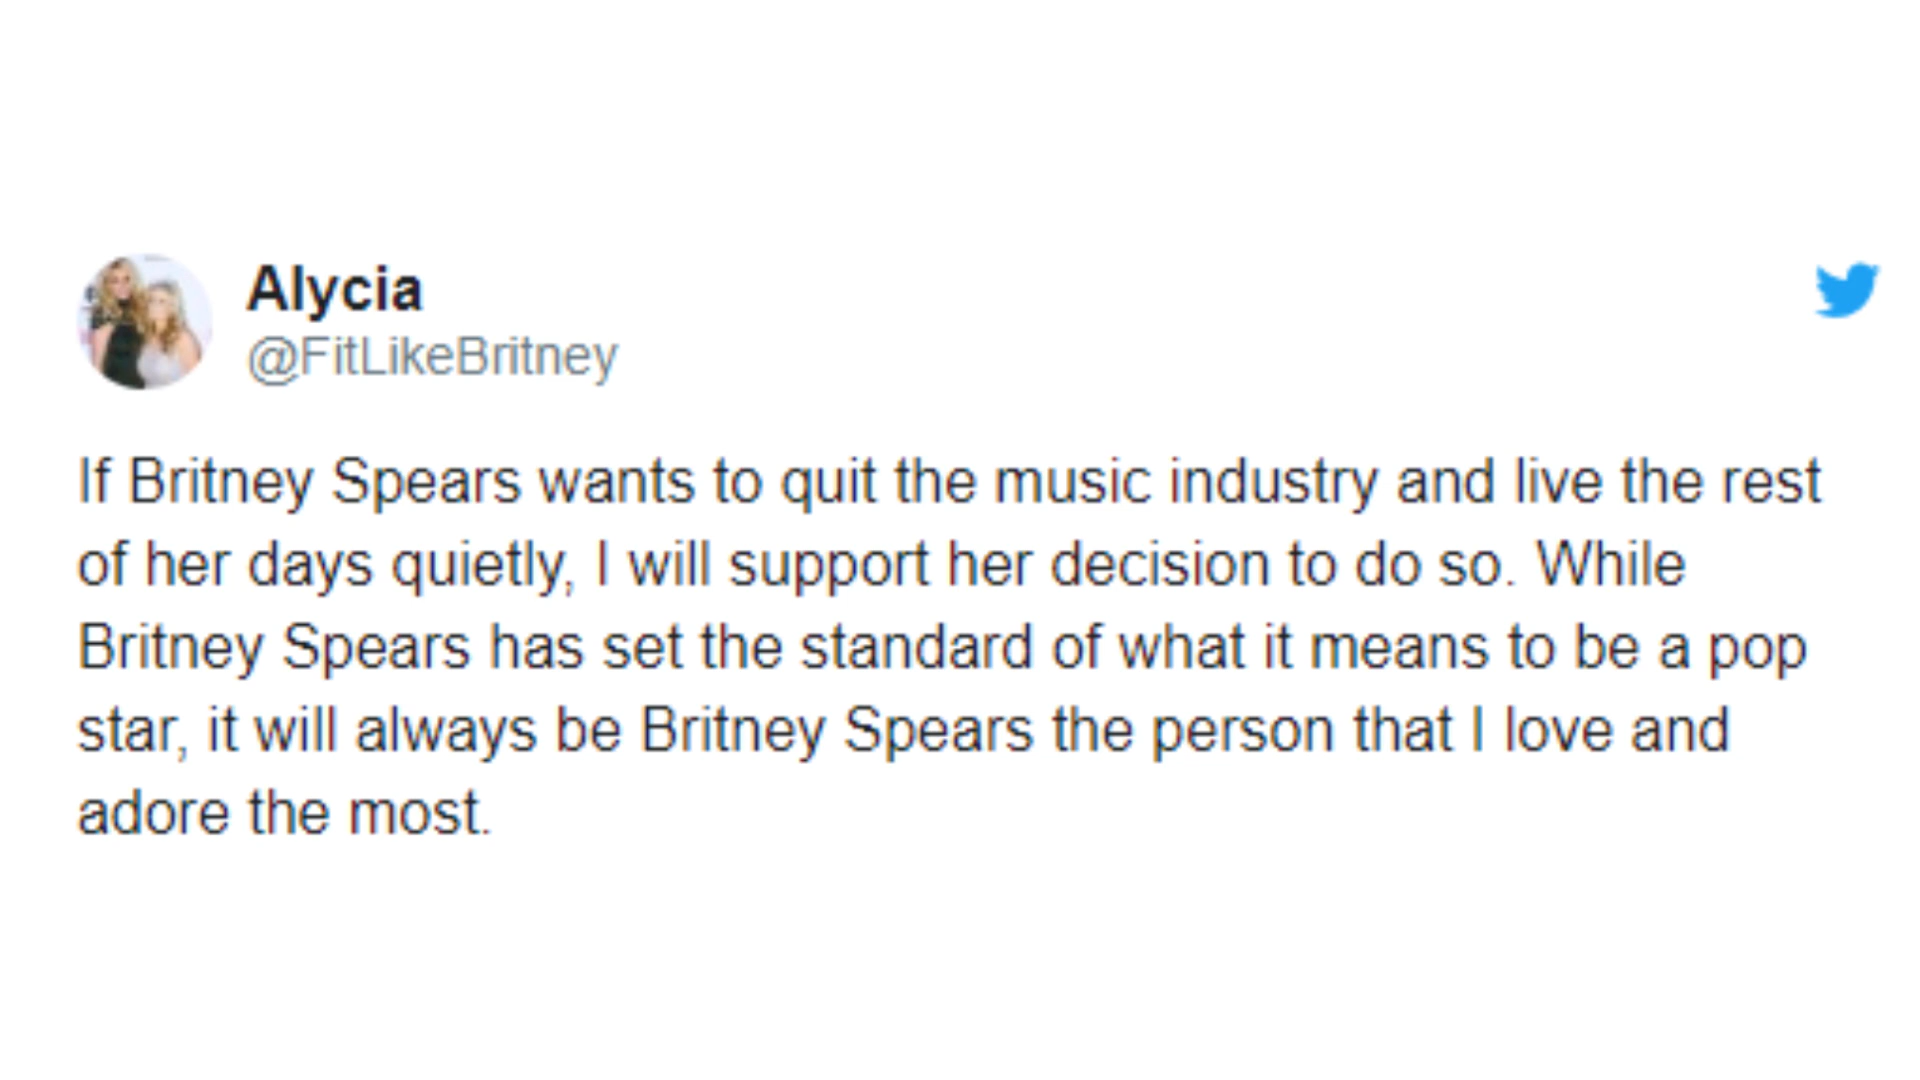 Alycia
@FitLikeBritney
If Britney Spears wants to quit the music industry and live the rest
of her days quietly, I will support her decision to do so. While
Britney Spears has set the standard of what it means to be a pop
star, it will always be Britney Spears the person that I love and
adore the most.